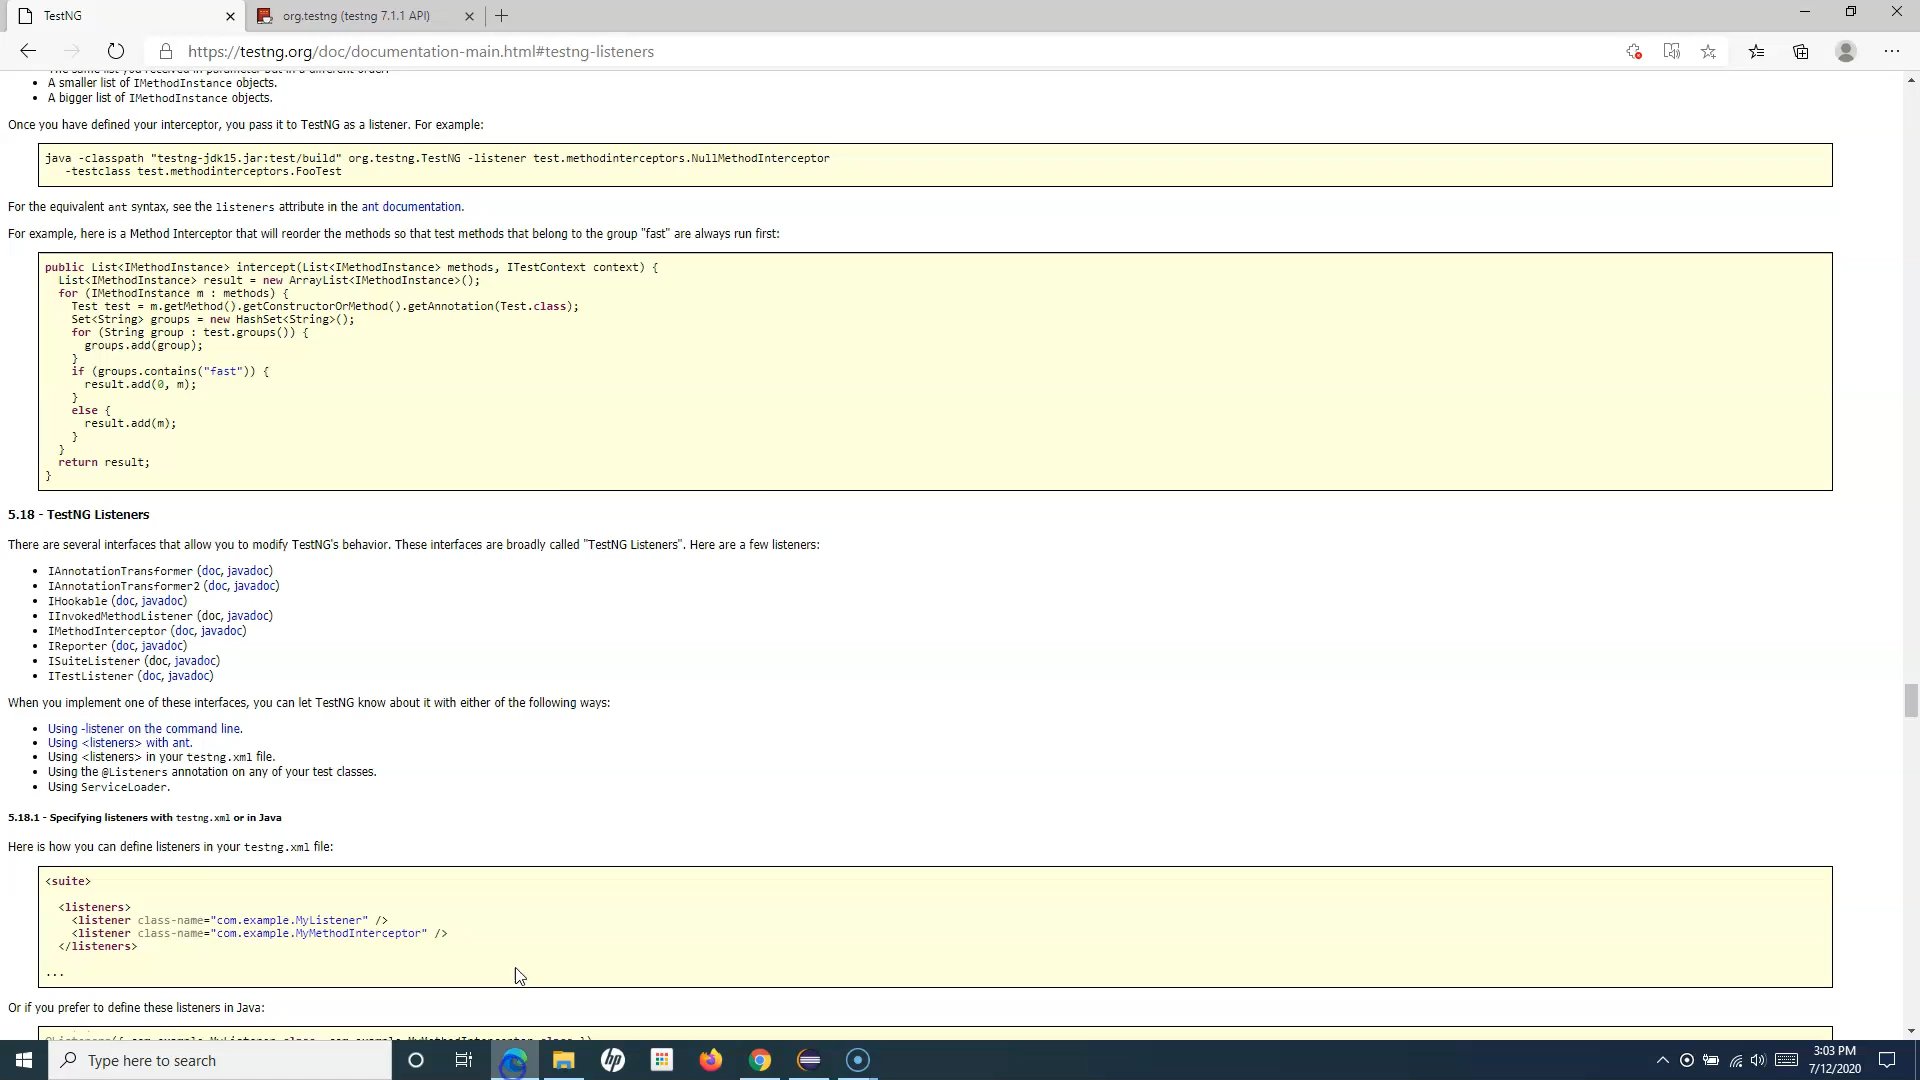 TestNG
org.testng (testng 7.1.1 API)
https://testng.org/doc/documentation-main.html#testng-listeners
The same list you received in parameter but in a different order.
A smaller list of IMethodInstance objects.
A bigger list of IMethodInstance objects.
Once you have defined your interceptor, you pass it to TestNG as a listener. For example:
java -classpath "testng-jdk15.jar:test/build" org.testng.TestNG -listener test.methodinterceptors.NullMethodInterceptor
-testclass test.methodinterceptors.FooTest
For the equivalent ant syntax, see the listeners attribute in the ant documentation.
For example, here is a Method Interceptor that will reorder the methods so that test methods that belong to the group "fast" are always run first:
public List<IMethodInstance> intercept(List<IMethodInstance> methods, ITestContext context) {
List<IMethodInstance> result = new ArrayList<IMethodInstance>();
for (IMethodInstance m : methods) {
Test test = m.getMethod().getConstructorOrMethod().getAnnotation(Test.class);
Set<String> groups = new HashSet<String>();
for (String group : test.groups()) {
groups.add(group);
}
if (groups.contains("fast")) {
result.add(0, m);
}
else {
result.add(m);
}
}
return result;
}
5.18 - TestNG Listeners
There are several interfaces that allow you to modify TestNG's behavior. These interfaces are broadly called "TestNG Listeners". Here are a few listeners:
IAnnotationTransformer (doc, javadoc)
IAnnotationTransformer2 (doc, javadoc)
IHookable (doc, javadoc)
IInvokedMethodListener (doc, javadoc)
IMethodInterceptor (doc, javadoc)
IReporter (doc, javadoc)
ISuiteListener (doc, javadoc)
ITestListener (doc, javadoc)
When you implement one of these interfaces, you can let TestNG know about it with either of the following ways:
Using -listener on the command line.
Using <listeners> with ant.
Using <listeners> in your testng.xml file.
Using the @Listeners annotation on any of your test classes.
Using ServiceLoader.
5.18.1 - Specifying listeners with testng.xml or in Java
Here is how you can define listeners in your testng.xml file:
<suite>
<listeners>
<listener class-name="com.example.MyListener" />
<listener class-name="com.example.MyMethodInterceptor" />
</listeners>
...
Or if you prefer to define these listeners in Java:
Type here to search
hp
3:03 PM
7/12/2020